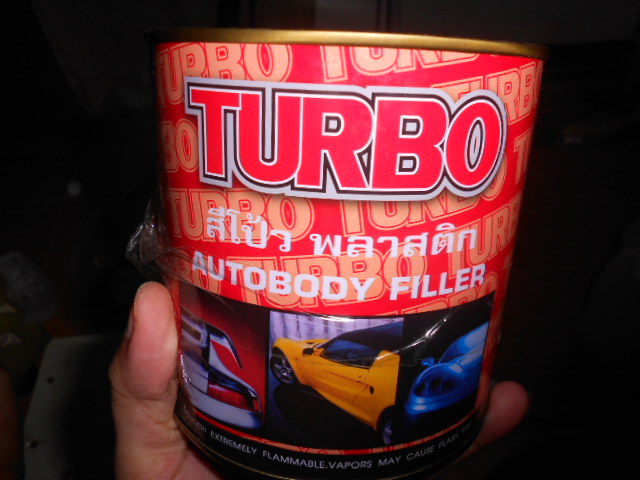 TURBO
สีโป๊ว พลาสติก
AUTOBODY FILLER
EXTREMELY FLAMMABLE.VAPORS MAY CAUSE FLASH